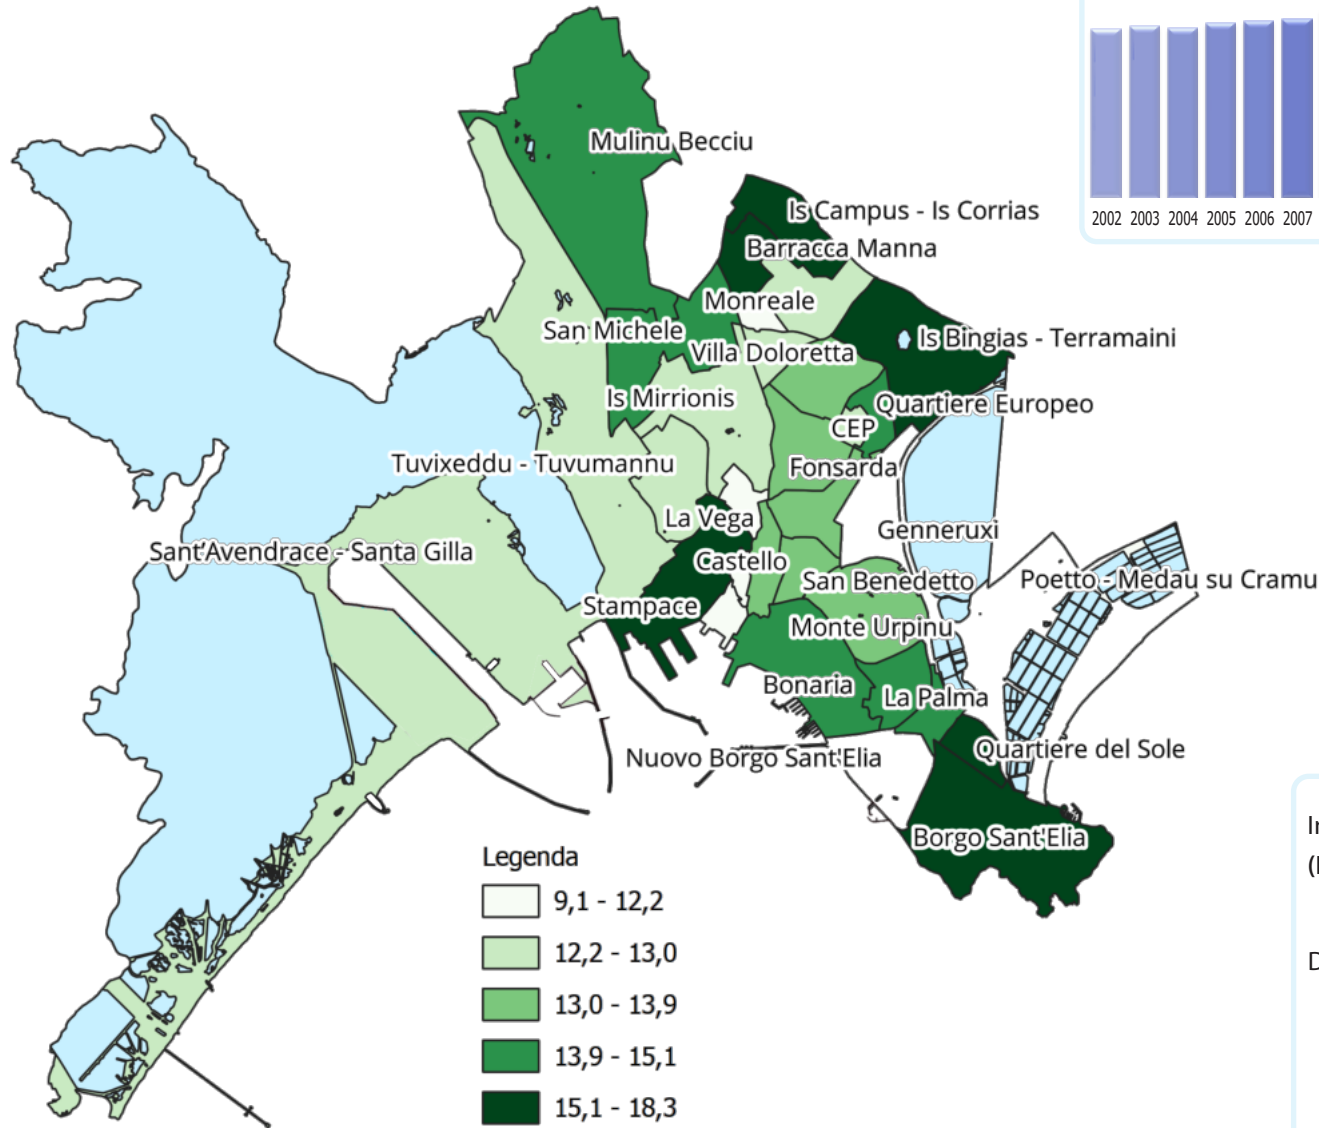 2002 2003 2004 2005 2006 2007
Mulinu Becciu
Is Campus - Is Corrias
Barracca Manna
Monreale
San Michele
Is Bingias - Terramaini
Villa Doloretta
Is Mirrionis
Quartiere Europeo
CEP
Tuvixeddu - Tuvumannu
Fonsarda
La Vega
Genneruxi
Sant'Avendrace - Santa Gilla
Castello
San Benedetto
Poetto - Medau su Cramu
Stampace
Monte Urpinu
Bonaria
La Palma
Quartiere del Sole
Nuovo Borgo Sant'Elia
Borgo Sant'Elia
Legenda
9,1 - 12,2
12,2 - 13,0
13,0 - 13,9
13,9 - 15,1
15,1 - 18,3